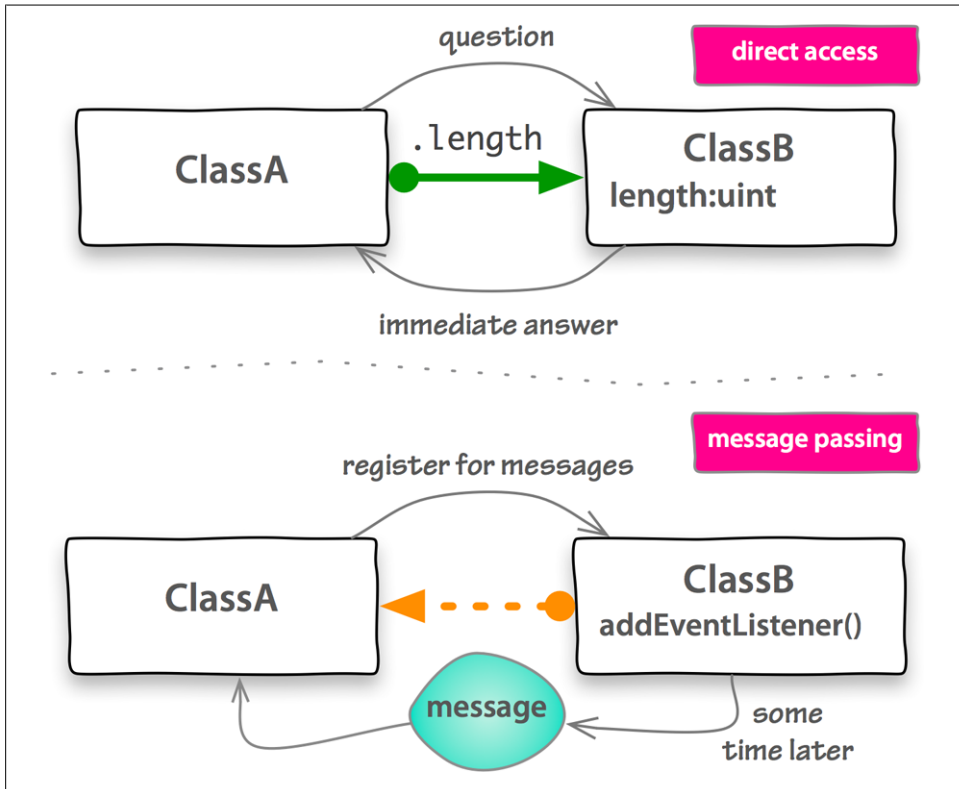 question
direct access
.length
ClassA
ClassB
length:uint
immediate answer
message passing
register for messages
ClassA
ClassB
addEventListener()
message
some
time later